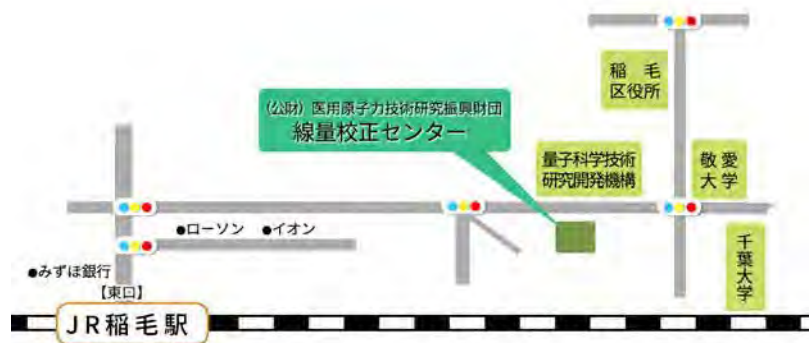 稲毛
区役所
(公財)医用原子力技術研究振興財団
線量校正センター
量子科学技術
研究開発機構
敬愛
大学
●ローソン ●イオン
千葉大学
●みずほ銀行
【東口】
JR稲毛駅